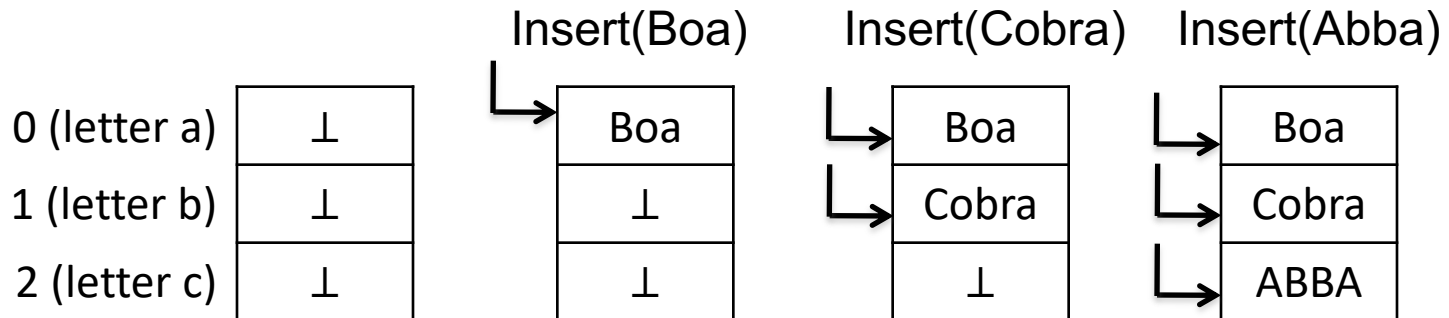 Insert(Boa) Insert(Cobra) Insert(Abba)
0 (letter a) ⊥ Boa Boa Boa
1 (letter b) ⊥ ⊥ Cobra Cobra
2 (letter c) ⊥ ⊥ ⊥ ABBA